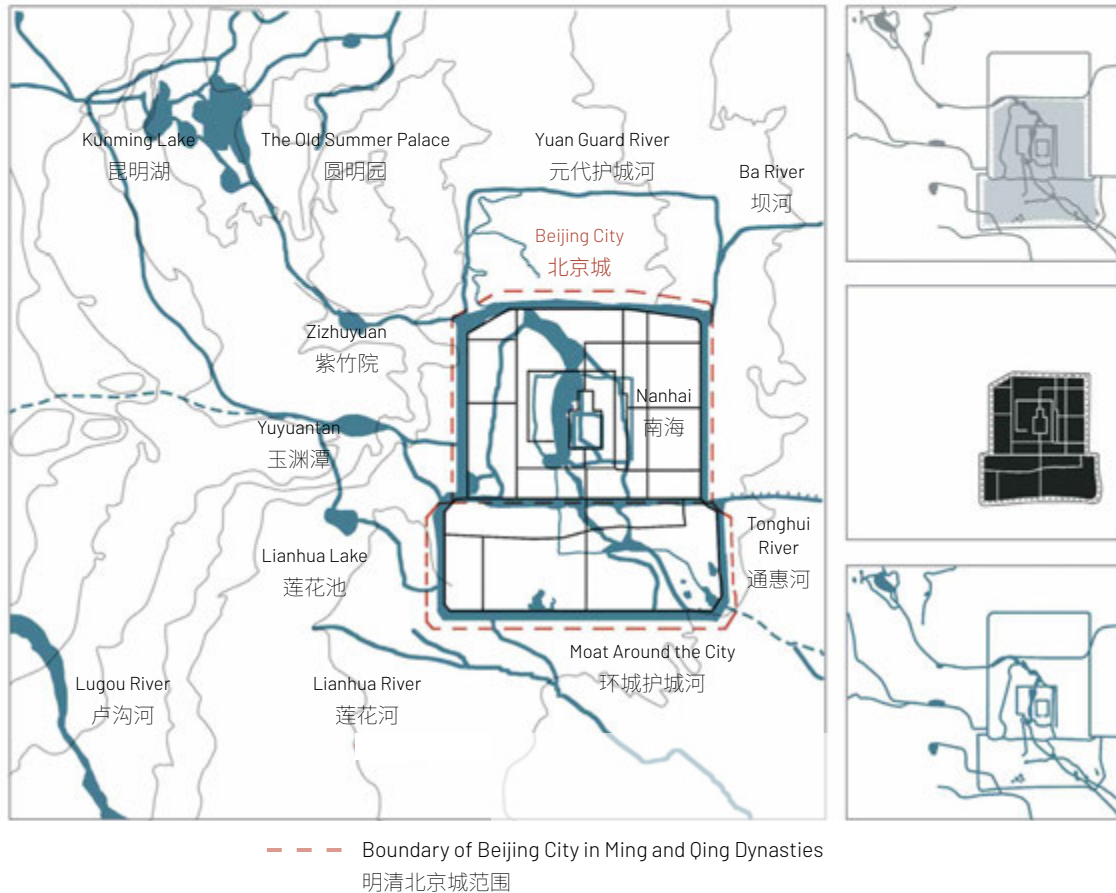 Kunming Lake
昆明湖
The Old Summer Palace
圆明园
Yuan Guard River
元代护城河
Ba River
坝河
Beijing City
北京城
Zizhuyuan
紫竹院
Nanhai
南海
Yuyuantan
玉渊潭
Lianhua Lake
莲花池
Tonghui
River
通惠河
Moat Around the City
环城护城河
Lugou River
卢沟河
Lianhua River
莲花河
Boundary of Beijing City in Ming and Qing Dynasties
明清北京城范围